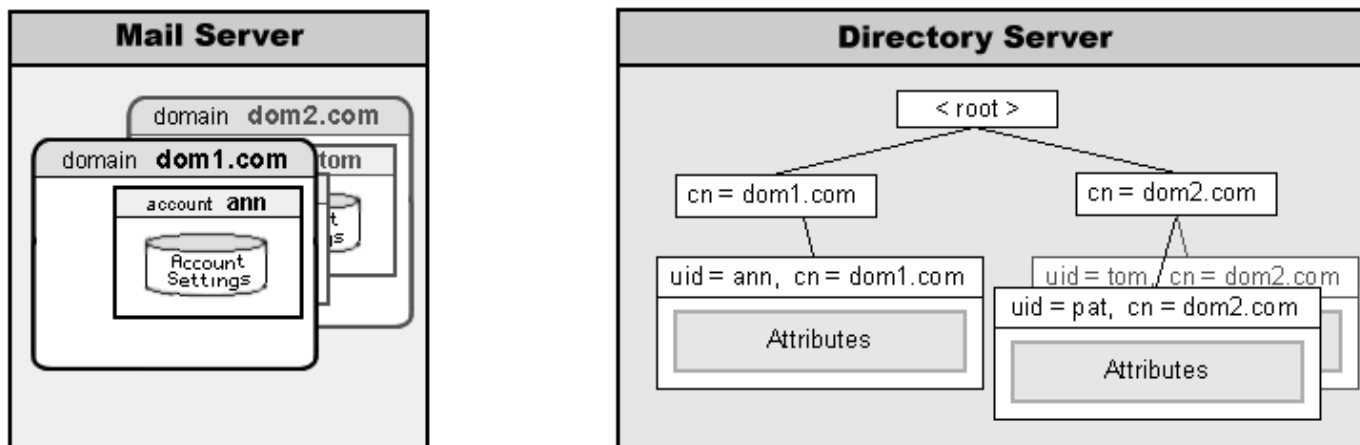 Mail Server
domain dom2.com
tom
domain dom1.com
account ann
Account
Settings
Directory Server
< root >
cn = dom1.com
cn = dom2.com
uid = ann, cn = dom1.com
Attributes
uid = tom, cn = dom2.com
uid = pat, cn = dom2.com
Attributes